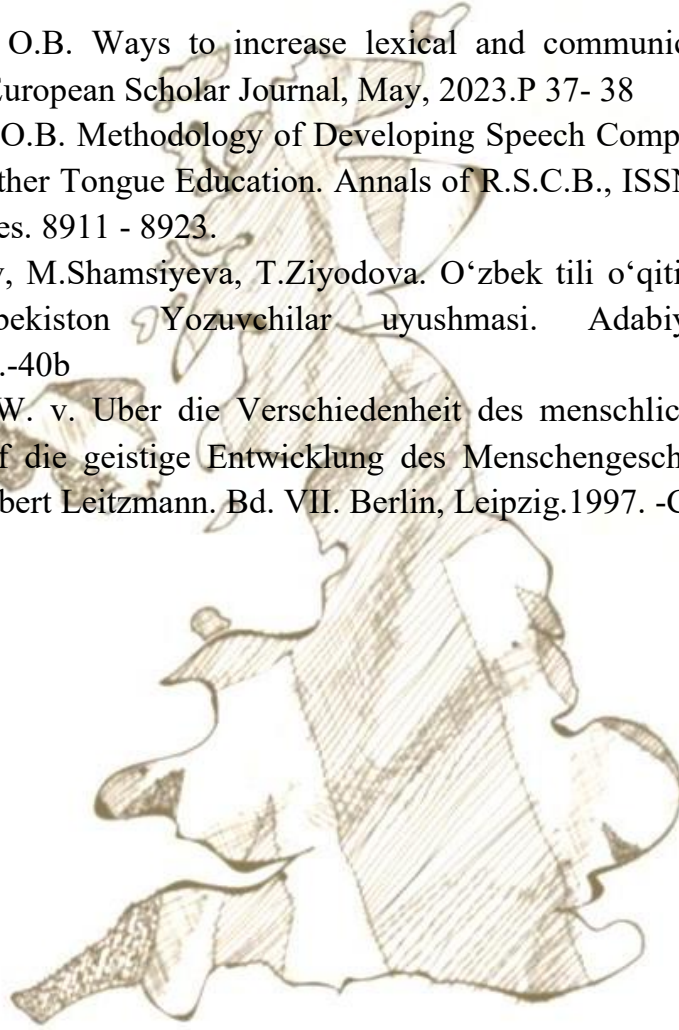 O.B. Ways to increase lexical and communic
European Scholar Journal, May, 2023.P 37- 38
O.B. Methodology of Developing Speech Comp
ther Tongue Education. Annals of R.S.C.B., ISSN
es. 8911 - 8923.
, M.Shamsiyeva, T.Ziyodova. O‘zbek tili o‘qiti
bekiston Yozuvchilar uyushmasi. Adabiy
.-40b
W. v. Uber die Verschiedenheit des menschlic
f die geistige Entwicklung des Menschengesch
bert Leitzmann. Bd. VII. Berlin, Leipzig.1997. -C